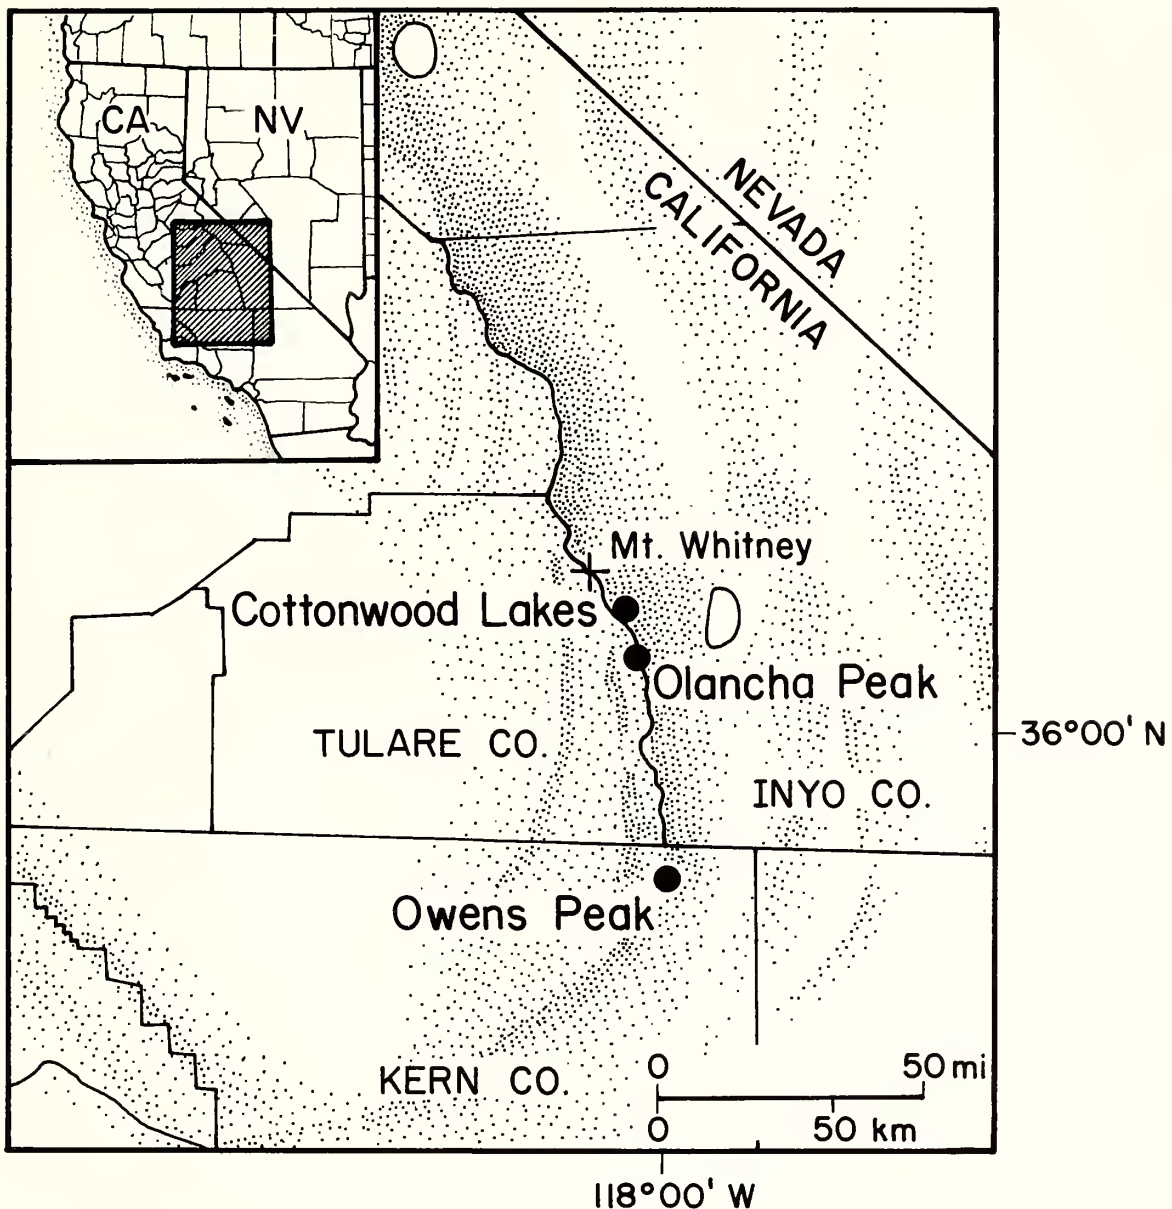 CA
NV
NEVADA
CALIFORNIA
Mt. Whitney
Cottonwood Lakes
Olancha Peak
36°00' N
TULARE CO.
INYO CO.
Owens Peak
KERN CO.
0 50 mi
0 50 km
118°00' W